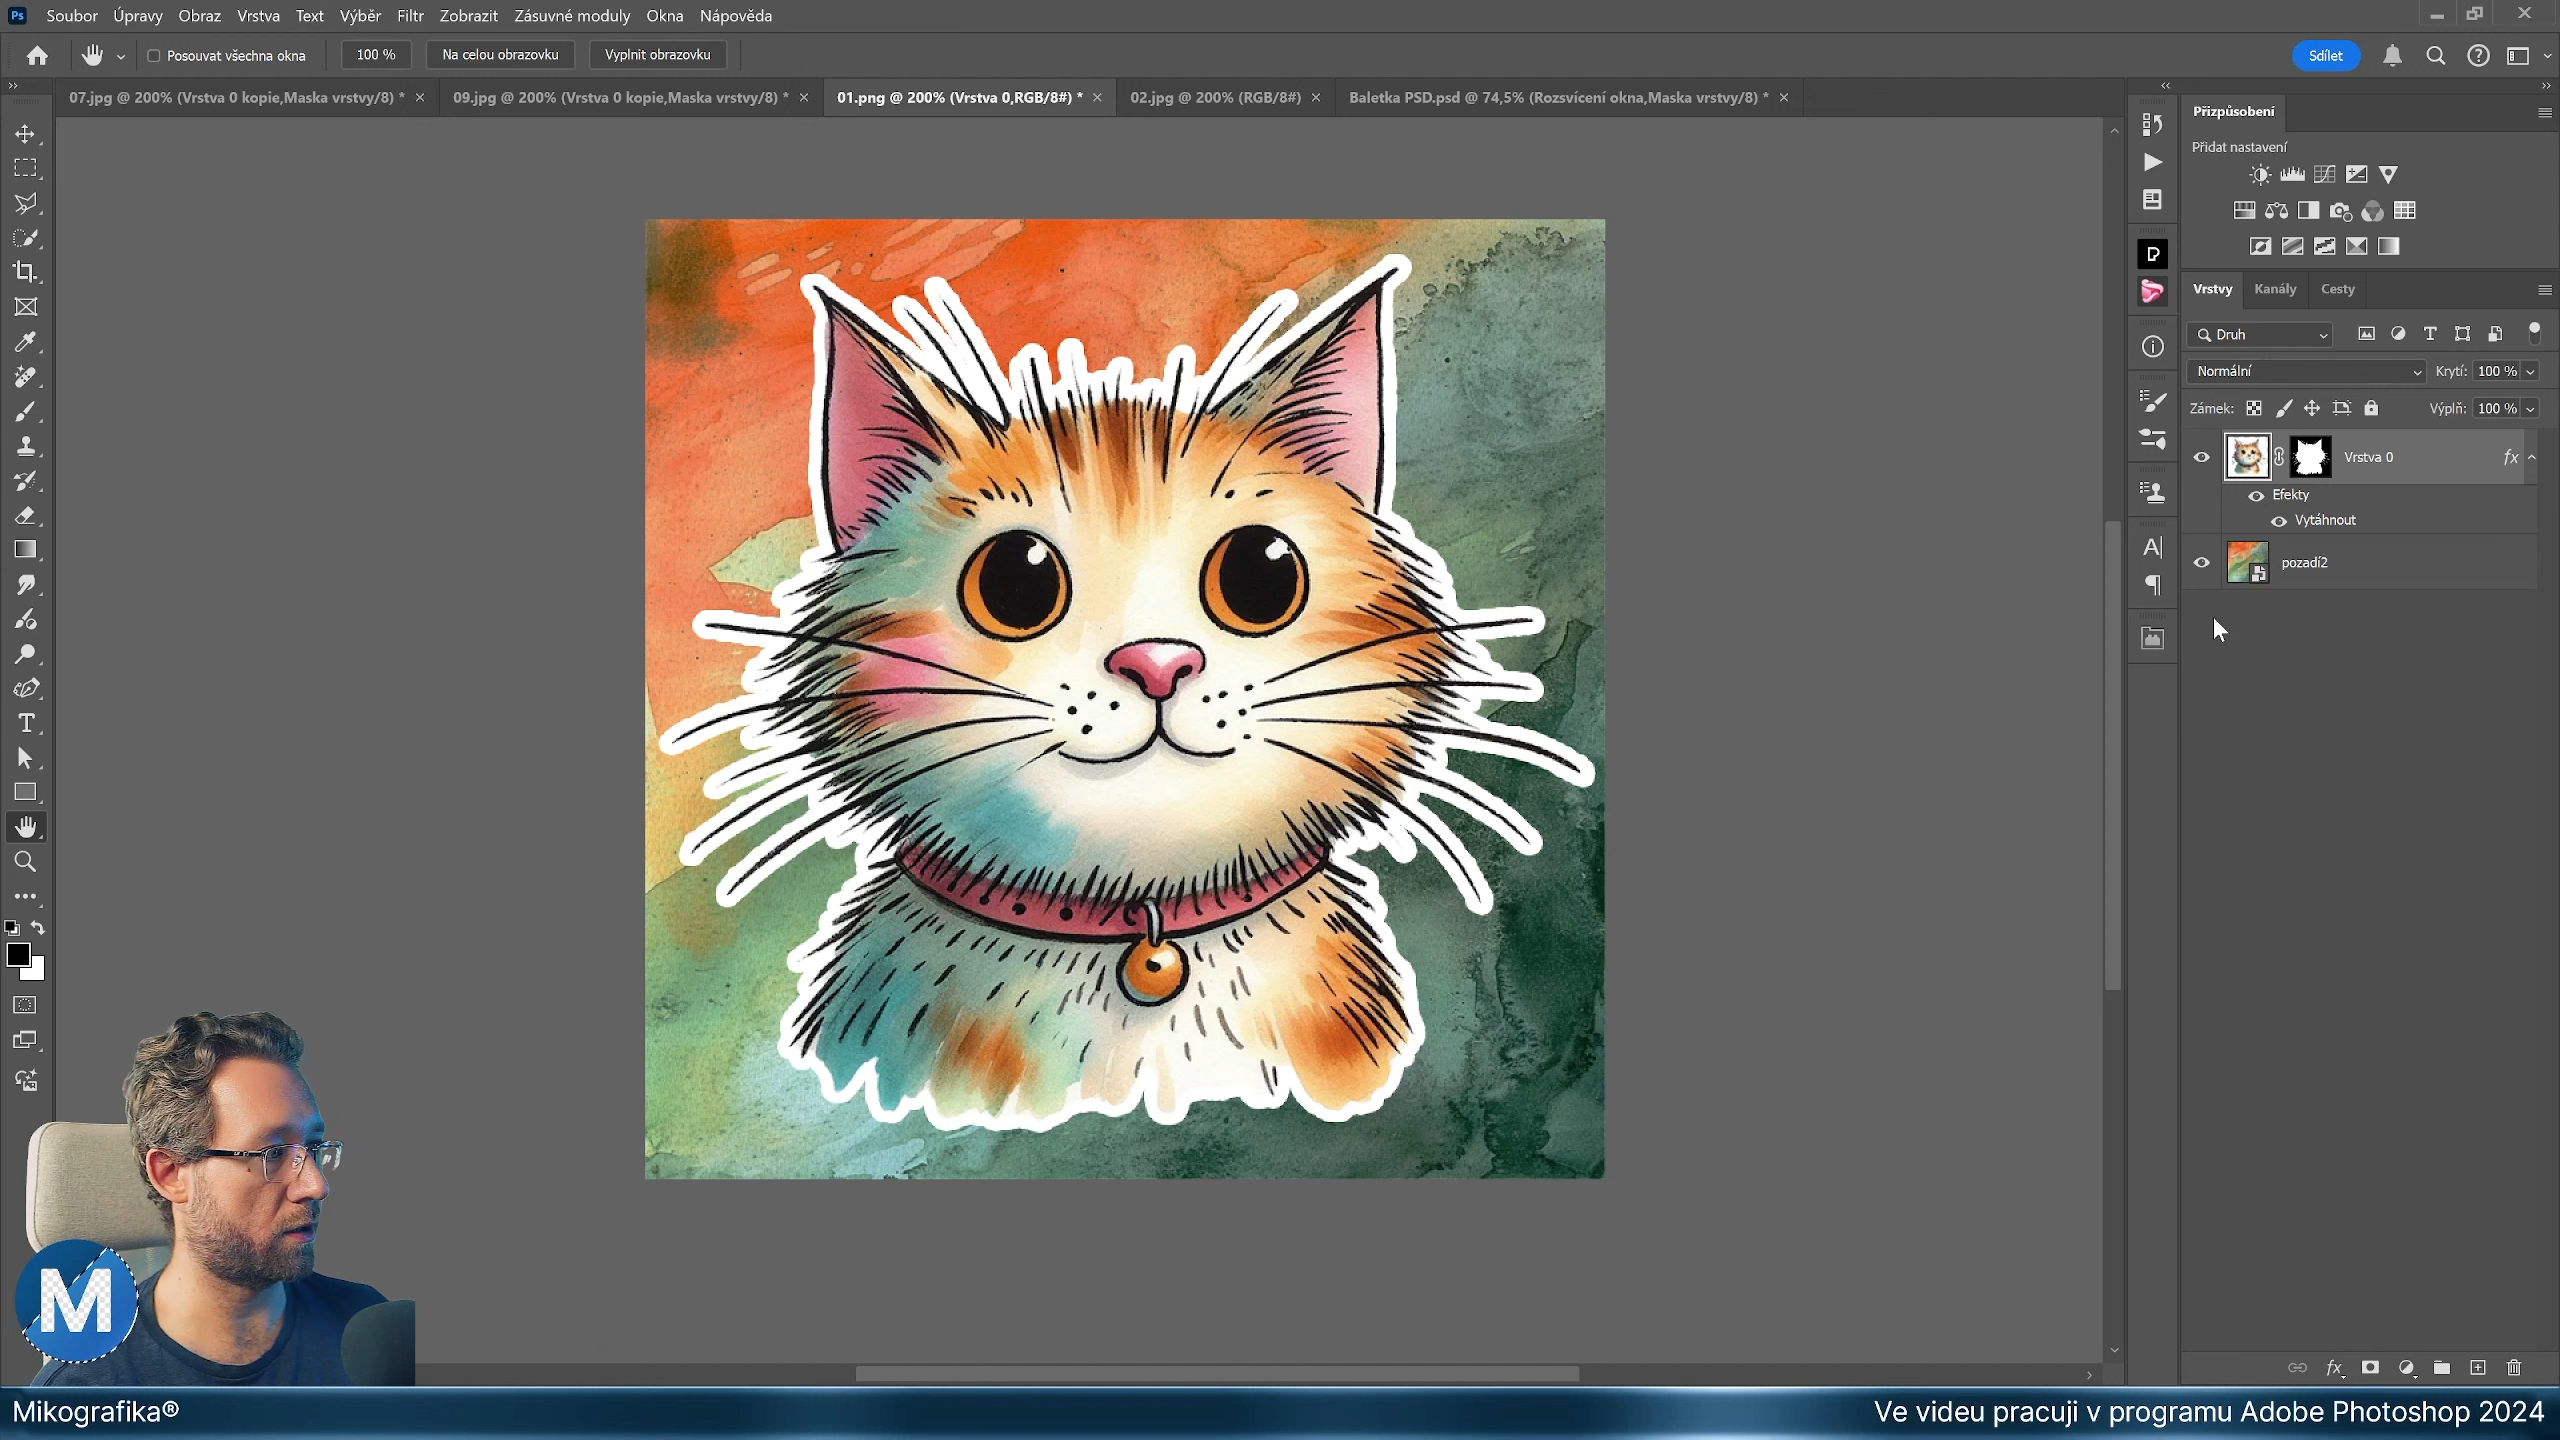 Ps Soubor Úpravy Obraz Vrstva Text Výběr Filtr Zobrazit Zásuvné moduly Okna Nápověda
Posouvat všechna okna 100 % Na celou obrazovku Vyplnit obrazovku Sdílet
07.jpg @ 200% (Vrstva 0 kopie,Maska vrstvy/8) * 09.jpg @ 200% (Vrstva 0 kopie,Maska vrstvy/8) * 01.png @ 200% (Vrstva 0,RGB/8#) * 02.jpg @ 200% (RGB/8#) Baletka PSD.psd @ 74,5% (Rozsvícení okna,Maska vrstvy/8) *
Přizpůsobení
Přidat nastavení
Vrstvy Kanály Cesty
Druh
Normální Krytí: 100 %
Zámek: Výplň: 100 %
Vrstva 0 fx
Efekty
Vytáhnout
pozadí2
fx
M
Mikografika®
Ve videu pracuji v programu Adobe Photoshop 2024